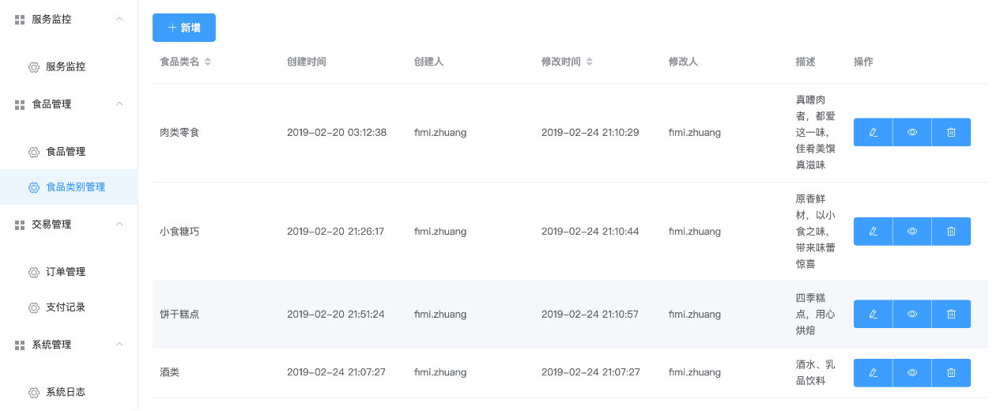 服务监控
服务监控
食品管理
食品管理
食品类别管理
交易管理
订单管理
支付记录
系统管理
系统日志
新增
食品类名 创建时间 创建人 修改时间 修改人 描述 操作
肉类零食 2019-02-20 03:12:38 fimi.zhuang 2019-02-24 21:10:29 fimi.zhuang
真嗜肉
者，都爱
这一味，
佳肴美馔
真滋味
小食糖巧 2019-02-20 21:26:17 fimi.zhuang 2019-02-24 21:10:44 fimi.zhuang
原香鲜
材，以小
食之味，
带来味蕾
惊喜
饼干糕点 2019-02-20 21:51:24 fimi.zhuang 2019-02-24 21:10:57 fimi.zhuang
四季糕
点，用心
烘焙
酒类 2019-02-24 21:07:27 fimi.zhuang 2019-02-24 21:07:27 fimi.zhuang
酒水、乳
品饮料